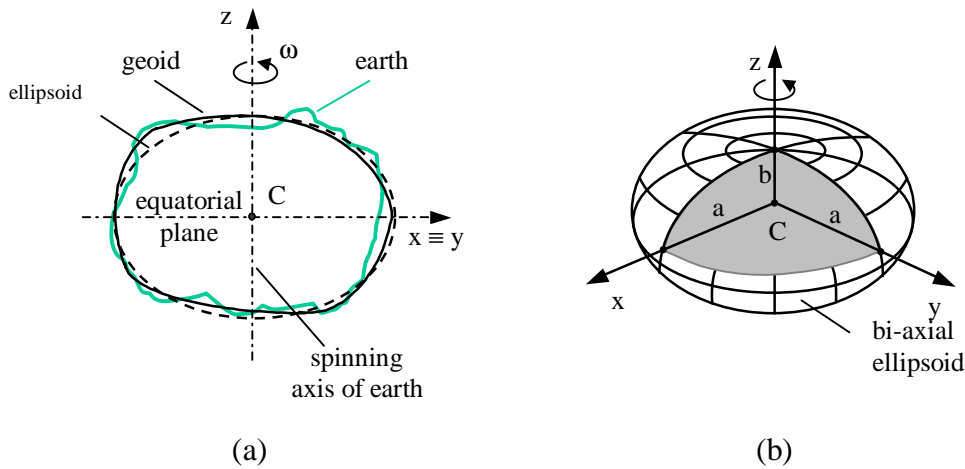 z
ω
geoid
earth
ellipsoid
equatorial
plane
C
x ≡ y
spinning
axis of earth
(a)
z
b
a
a
C
x
y
bi-axial
ellipsoid
(b)